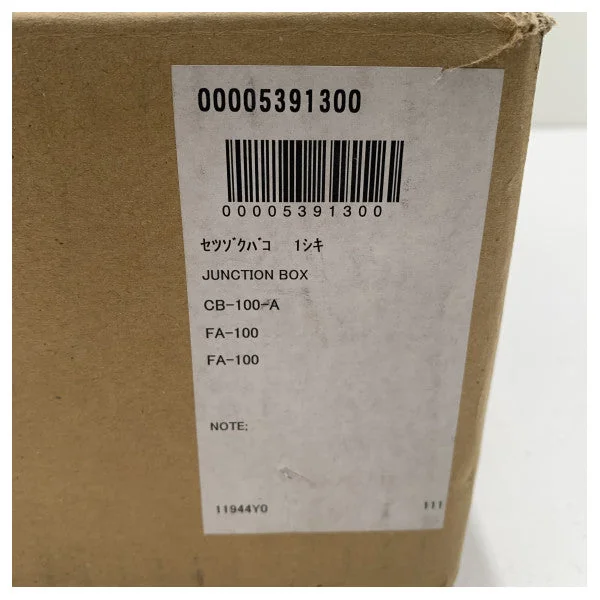 00005391300
00005391300
ｾﾂｿﾞｸﾊﾞｺ 1ｼｷ
JUNCTION BOX
CB-100-A
FA-100
FA-100
NOTE;
11944Y0
111